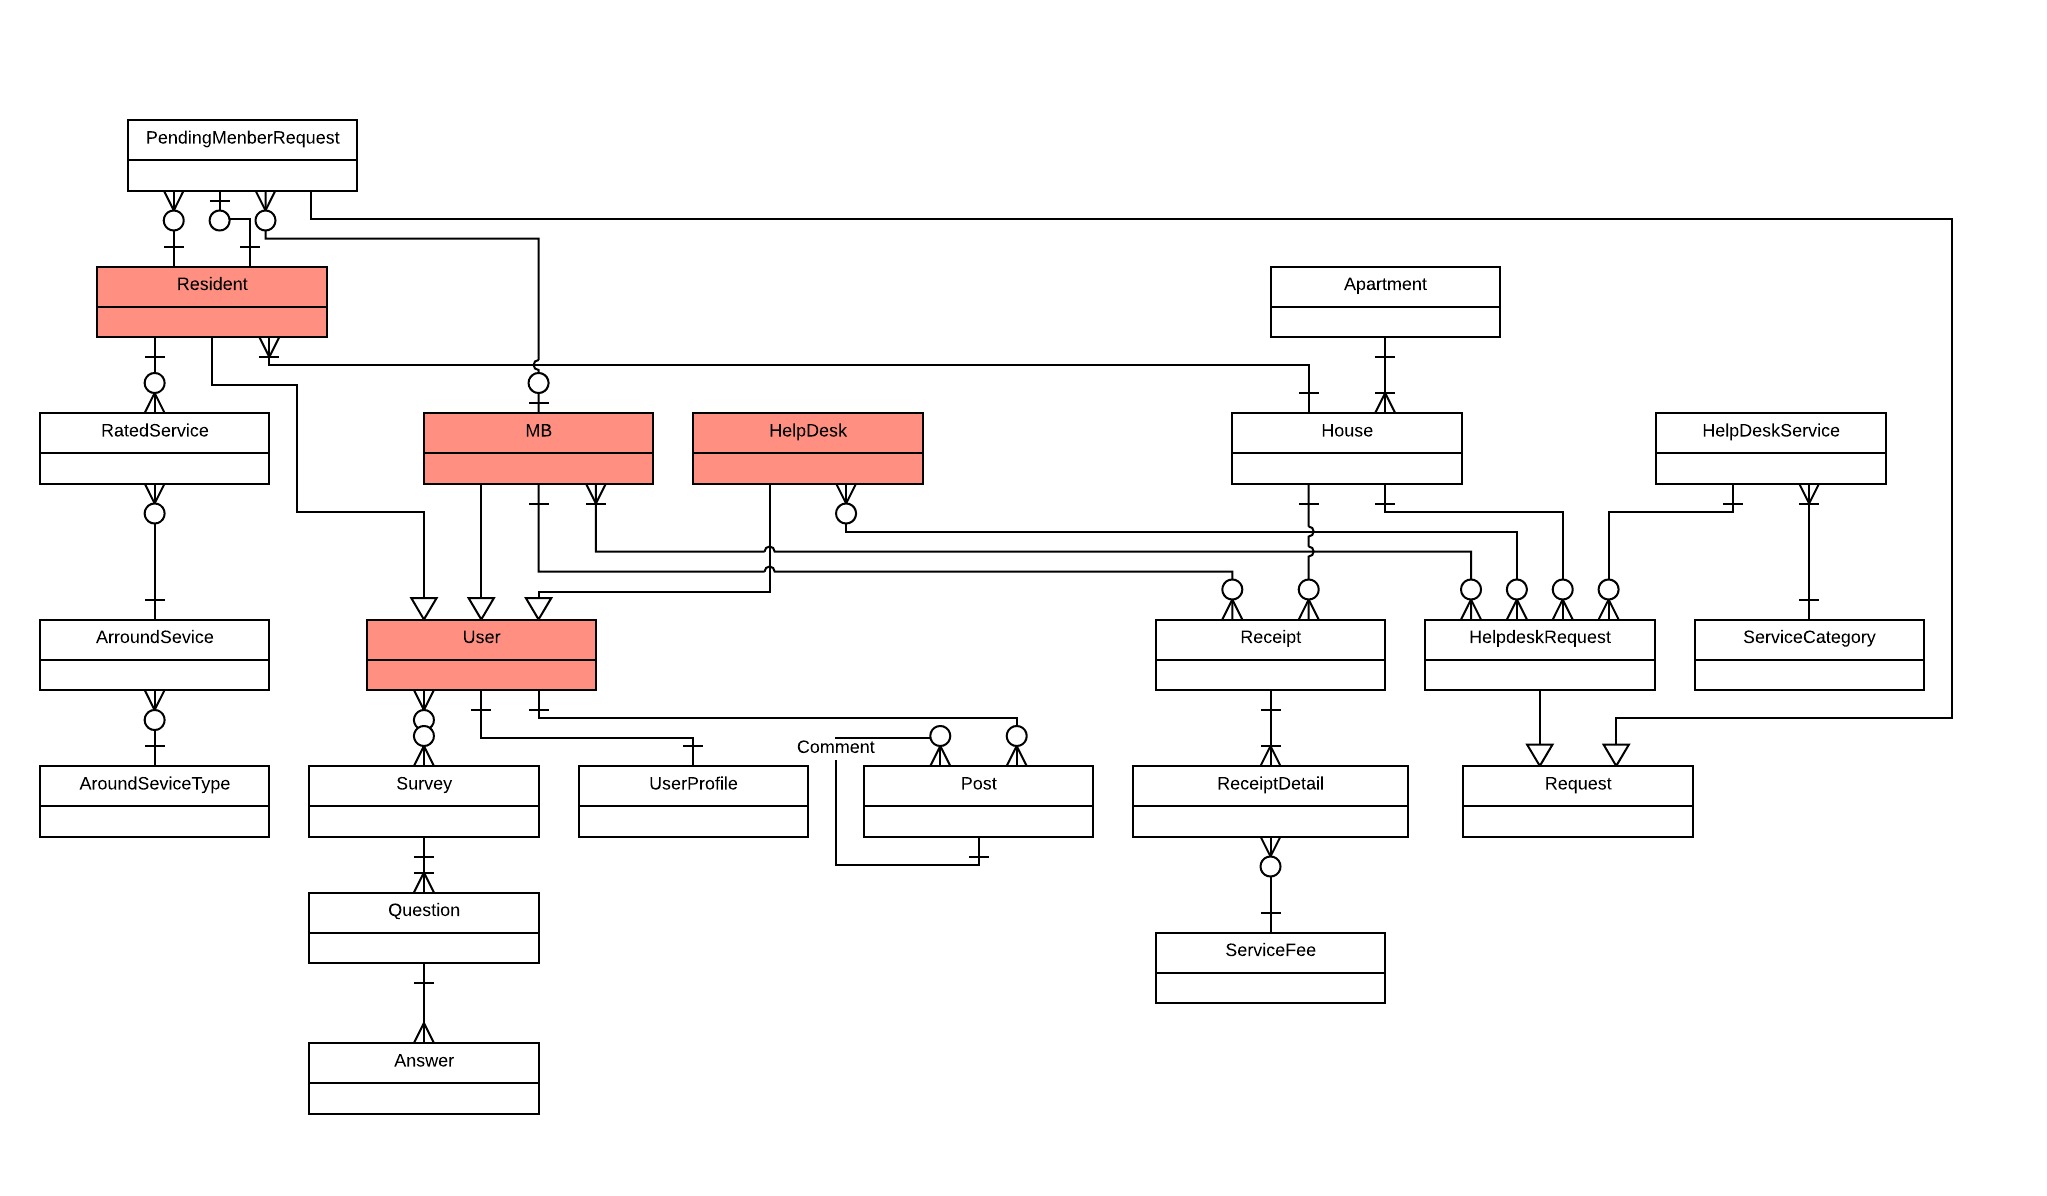 PendingMenberRequest
Resident
Apartment
RatedService
MB
HelpDesk
House
HelpDeskService
ArroundSevice
User
Receipt
HelpdeskRequest
ServiceCategory
Comment
AroundSeviceType
Survey
UserProfile
Post
ReceiptDetail
Request
Question
ServiceFee
Answer